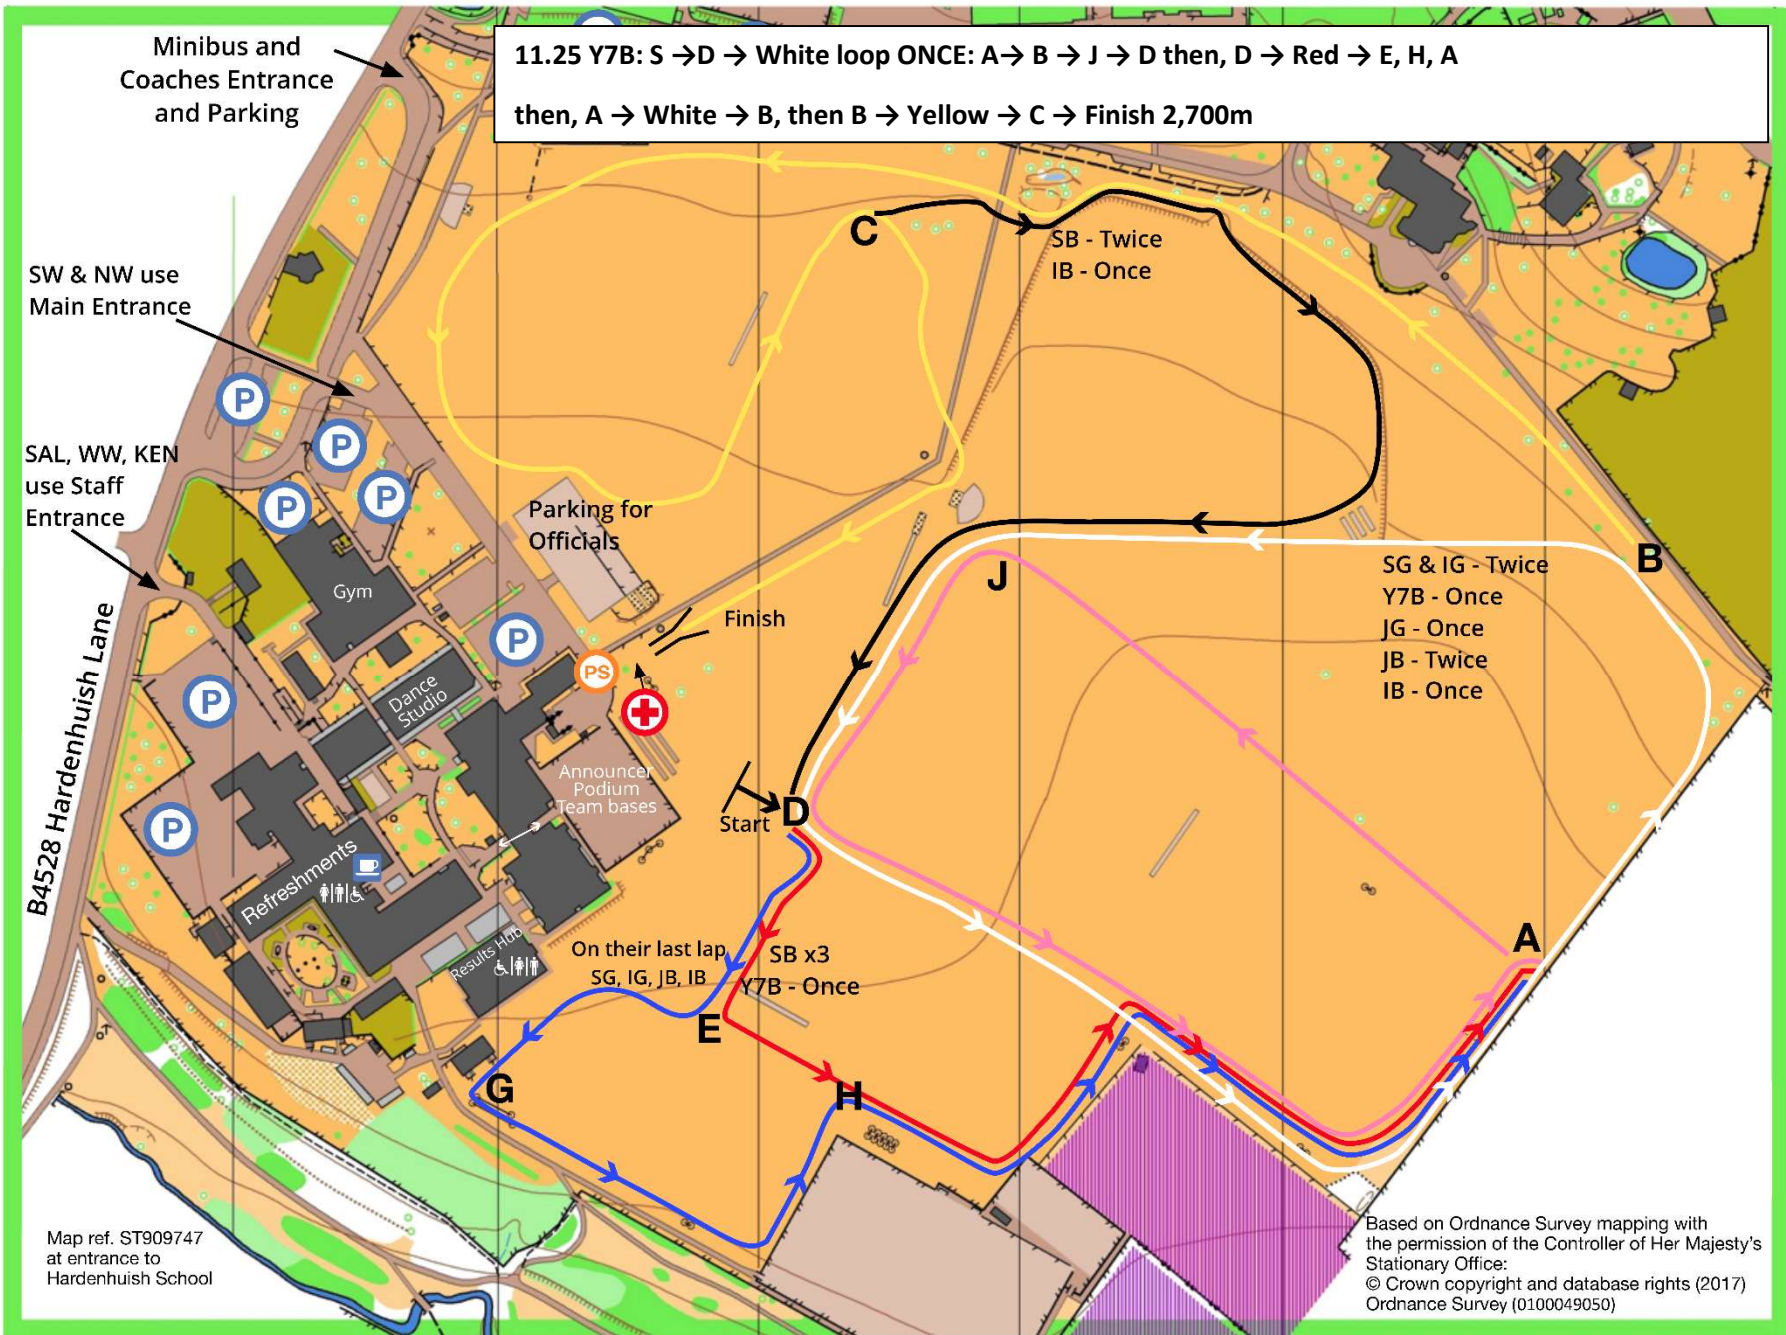 11.25 Y7B: S →D → White loop ONCE: A→ B → J → D then, D → Red → E, H, A
then, A → White → B, then B → Yellow → C → Finish 2,700m
Minibus and
Coaches Entrance
and Parking
SW & NW use
Main Entrance
SAL, WW, KEN
use Staff
Entrance
B4528 Hardenhuish Lane
P
P
P
P
P
P
P
Gym
Dance
Studio
Parking for
Officials
PS
Finish
Announcer
Podium
Team bases
Start
Refreshments
Results Hub
C
SB - Twice
IB - Once
B
SG & IG - Twice
Y7B - Once
JG - Once
JB - Twice
IB - Once
J
D
A
On their last lap
SG, IG, JB, IB
SB x3
Y7B - Once
E
G
H
Map ref. ST909747
at entrance to
Hardenhuish School
Based on Ordnance Survey mapping with
the permission of the Controller of Her Majesty's
Stationary Office:
© Crown copyright and database rights (2017)
Ordnance Survey (0100049050)